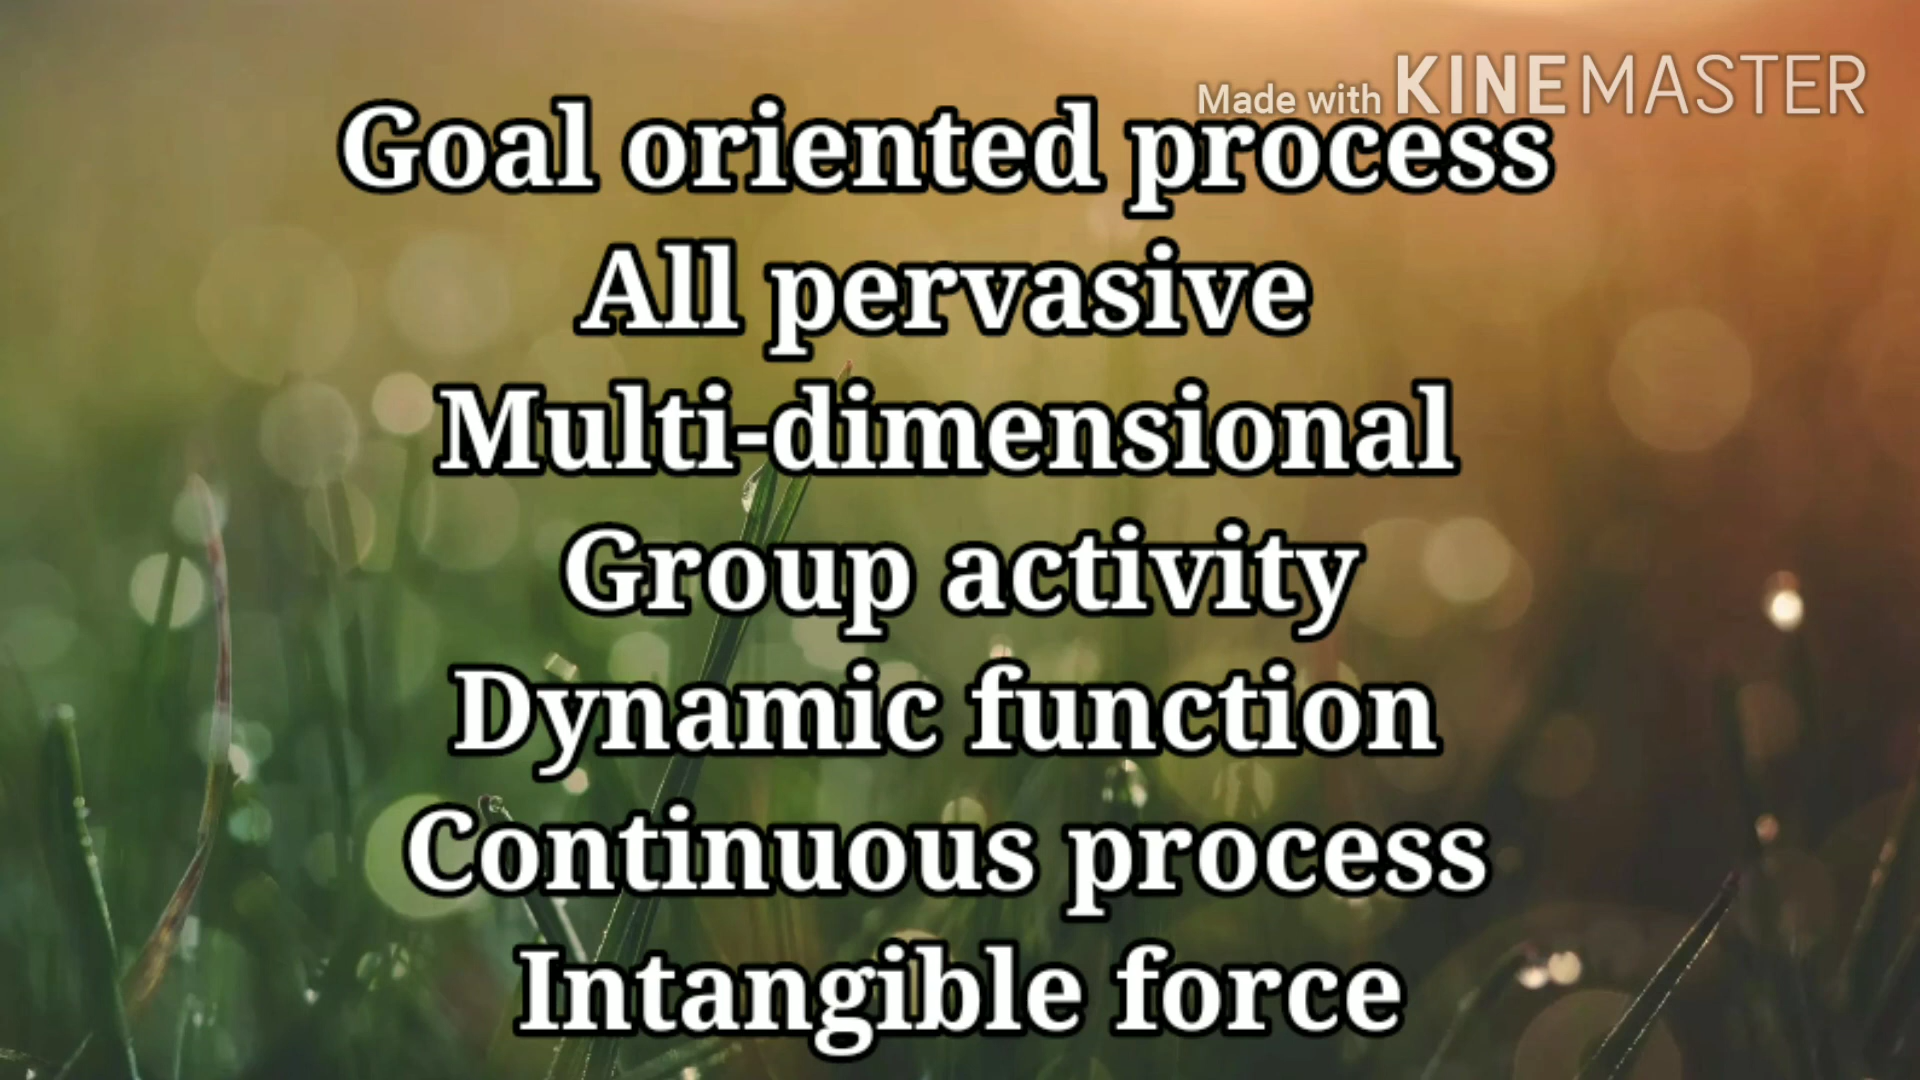 Made with KINEMASTER
Goal oriented process
All pervasive
Multi-dimensional
Group activity
Dynamic function
Continuous process
Intangible force